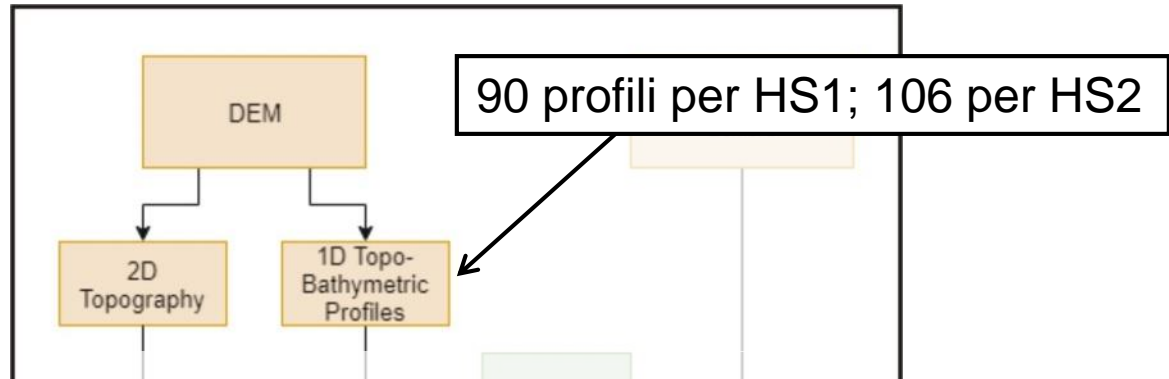 DEM
90 profili per HS1; 106 per HS2
2D
Topography
1D Topo-
Bathymetric
Profiles